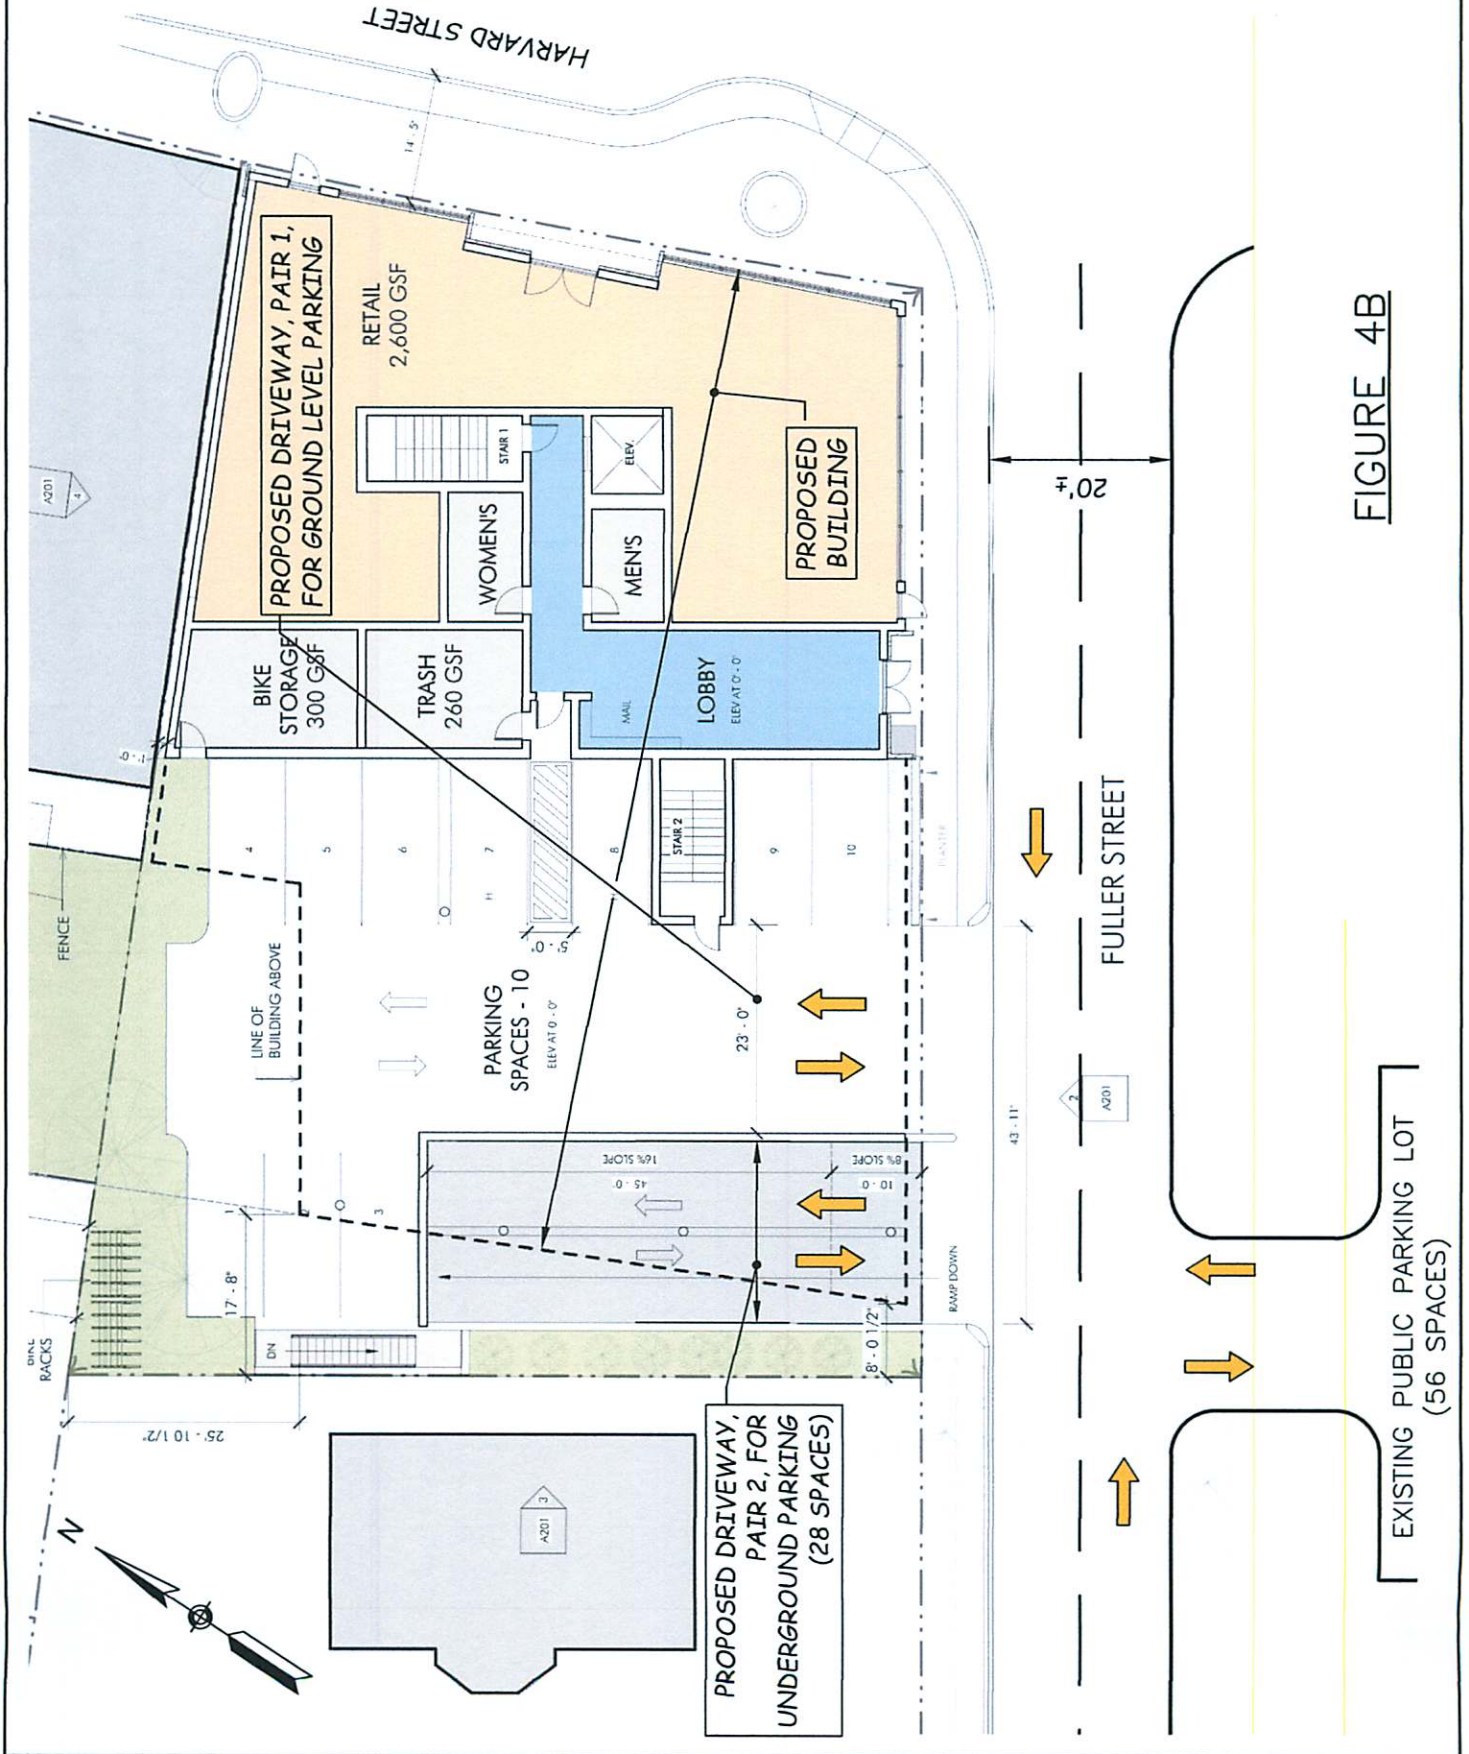 HARVARD STREET
14' - 5"
A201
4
PROPOSED DRIVEWAY, PAIR 1,
FOR GROUND LEVEL PARKING
RETAIL
2,600 GSF
STAIR 1
ELEV.
WOMEN'S
MEN'S
PROPOSED
BUILDING
BIKE
STORAGE
300 GSF
TRASH
260 GSF
MAIL
LOBBY
ELEV AT 0' - 0"
1' - 0"
FENCE
4
5
6
7
H
8
STAIR 2
9
10
PLANTER
5' - 0"
LINE OF
BUILDING ABOVE
PARKING
SPACES - 10
ELEV AT 0 - 0"
23' - 0"
16% SLOPE
45 - 0"
8% SLOPE
10 - 0"
1
3
17' - 8"
BIKE
RACKS
DN
RAMP DOWN
8' - 0 1/2"
43' - 11"
25' - 10 1/2"
N
A201
3
PROPOSED DRIVEWAY,
PAIR 2, FOR
UNDERGROUND PARKING
(28 SPACES)
20'±
FULLER STREET
2
A201
EXISTING PUBLIC PARKING LOT
(56 SPACES)
FIGURE 4B